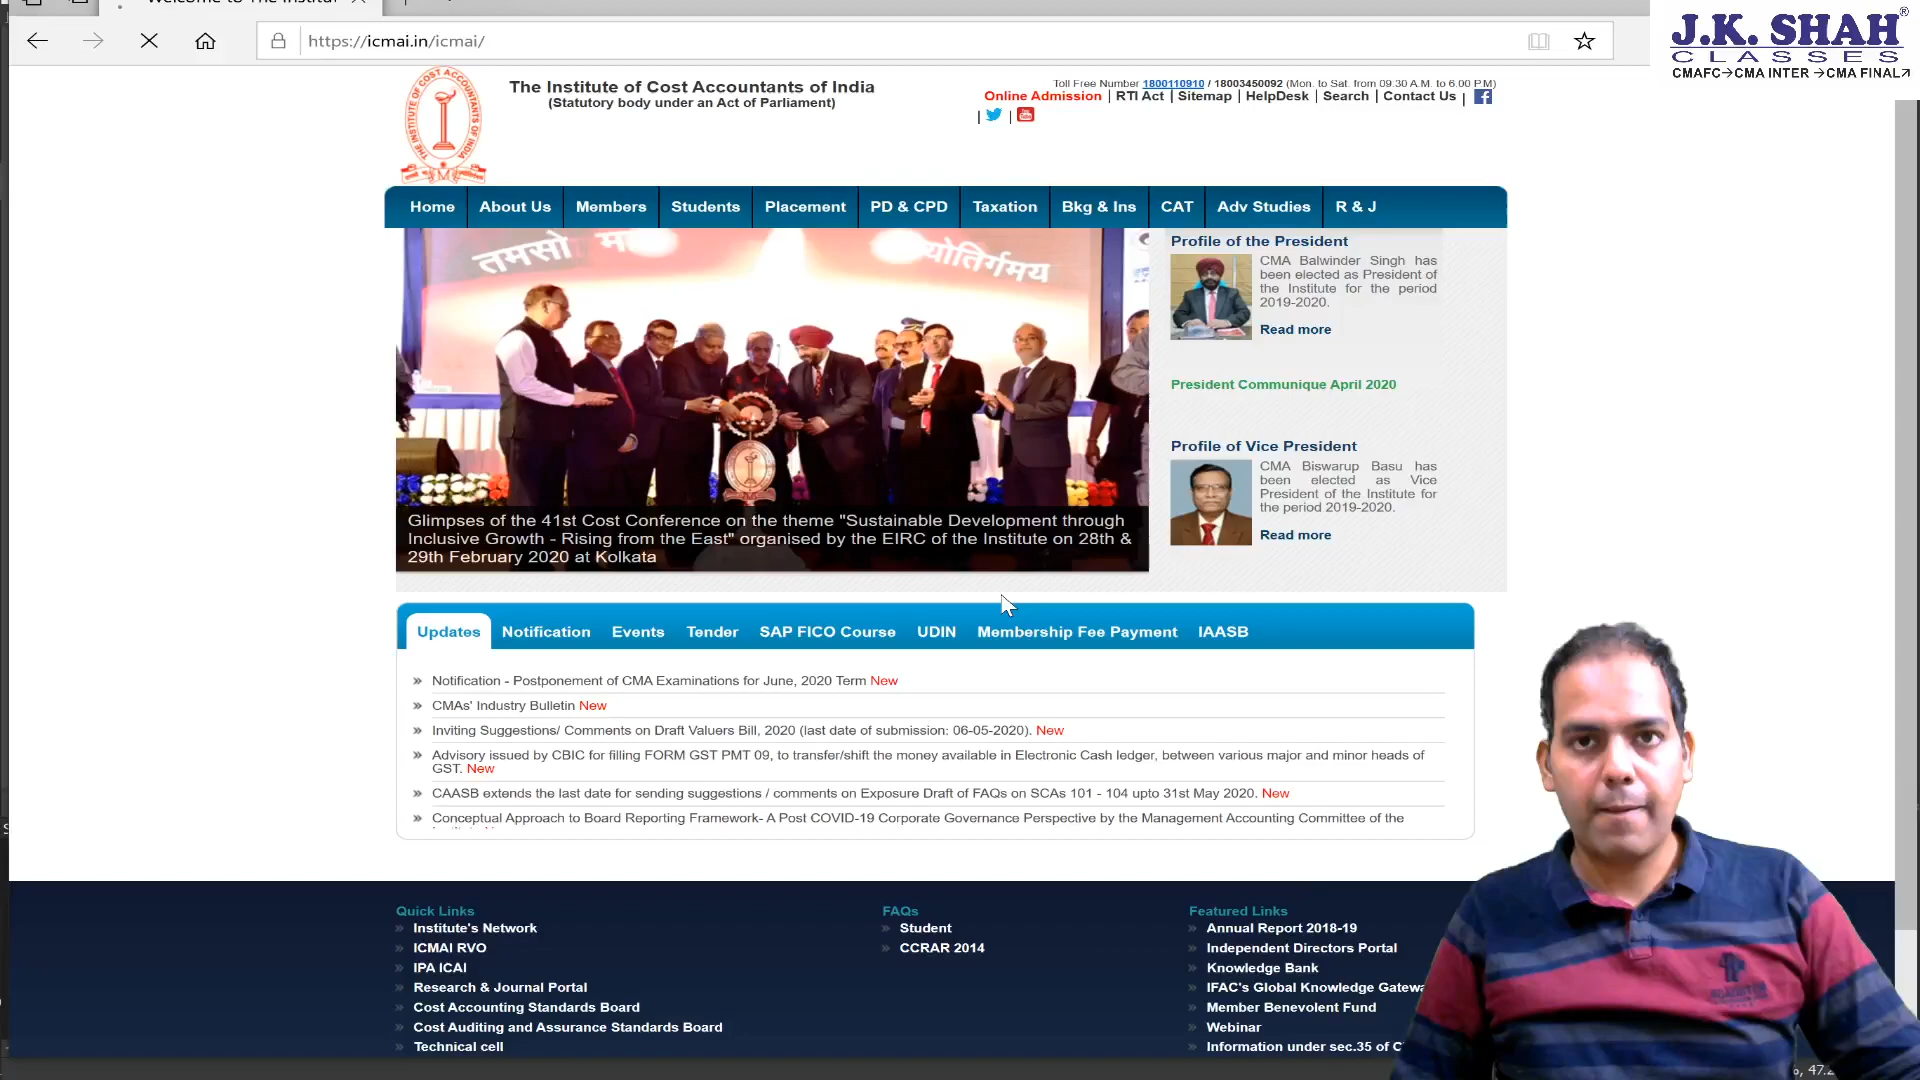 Welcome to The Institu
https://icmai.in/icmai/
J.K. SHAH®
CLASSES
CMAFC→CMA INTER →CMA FINAL
THE INSTITUTE OF COST ACCOUNTANTS OF INDIA
The Institute of Cost Accountants of India
(Statutory body under an Act of Parliament)
Toll Free Number 1800110910 / 18003450092 (Mon. to Sat. from 09.30 A.M. to 6.00 P.M)
Online Admission | RTI Act | Sitemap | HelpDesk | Search | Contact Us |
Home About Us Members Students Placement PD & CPD Taxation Bkg & Ins CAT Adv Studies R & J
तमसो
ज्योतिर्गमय
Glimpses of the 41st Cost Conference on the theme "Sustainable Development through
Inclusive Growth - Rising from the East" organised by the EIRC of the Institute on 28th &
29th February 2020 at Kolkata
Profile of the President
CMA Balwinder Singh has
been elected as President of
the Institute for the period
2019-2020.
Read more
President Communique April 2020
Profile of Vice President
CMA Biswarup Basu has
been elected as Vice
President of the Institute for
the period 2019-2020.
Read more
Updates Notification Events Tender SAP FICO Course UDIN Membership Fee Payment IAASB
» Notification - Postponement of CMA Examinations for June, 2020 Term New
» CMAs' Industry Bulletin New
» Inviting Suggestions/ Comments on Draft Valuers Bill, 2020 (last date of submission: 06-05-2020). New
» Advisory issued by CBIC for filling FORM GST PMT 09, to transfer/shift the money available in Electronic Cash ledger, between various major and minor heads of
GST. New
» CAASB extends the last date for sending suggestions / comments on Exposure Draft of FAQs on SCAs 101 - 104 upto 31st May 2020. New
» Conceptual Approach to Board Reporting Framework- A Post COVID-19 Corporate Governance Perspective by the Management Accounting Committee of the
Quick Links
» Institute's Network
» ICMAI RVO
» IPA ICAI
» Research & Journal Portal
» Cost Accounting Standards Board
» Cost Auditing and Assurance Standards Board
» Technical cell
FAQs
» Student
» CCRAR 2014
Featured Links
» Annual Report 2018-19
» Independent Directors Portal
» Knowledge Bank
» IFAC's Global Knowledge Gatewa
» Member Benevolent Fund
» Webinar
» Information under sec.35 of C